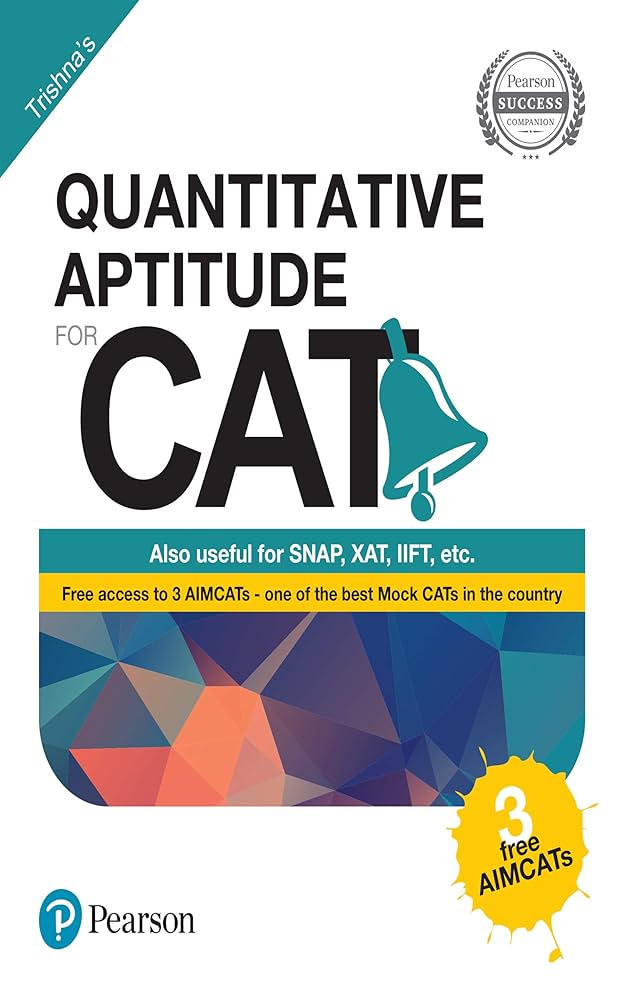 Trishna's
Pearson
SUCCESS
COMPANION
QUANTITATIVE
APTITUDE
FOR
CAT
Also useful for SNAP, XAT, IIFT, etc.
Free access to 3 AIMCATs - one of the best Mock CATs in the country
3
free
AIMCATs
Pearson